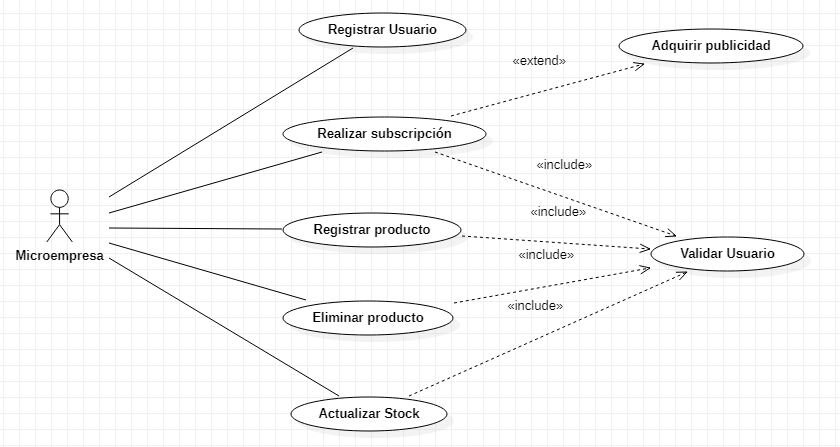 Registrar Usuario
Adquirir publicidad
«extend»
Realizar subscripción
«include»
«include»
Registrar producto
Microempresa
«include»
Validar Usuario
«include»
Eliminar producto
Actualizar Stock